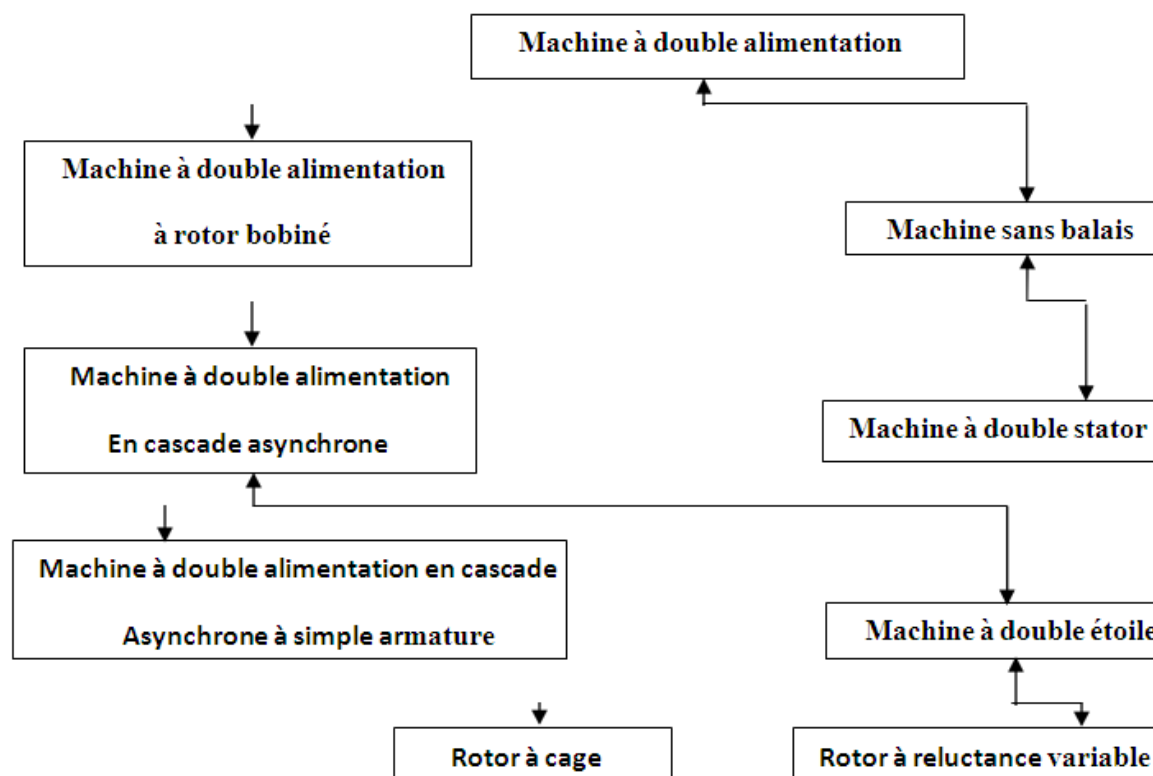 Machine à double alimentation
Machine à double alimentation
à rotor bobiné
Machine sans balais
Machine à double alimentation
En cascade asynchrone
Machine à double stator
Machine à double alimentation en cascade
Asynchrone à simple armature
Machine à double étoile
Rotor à cage
Rotor à reluctance variable